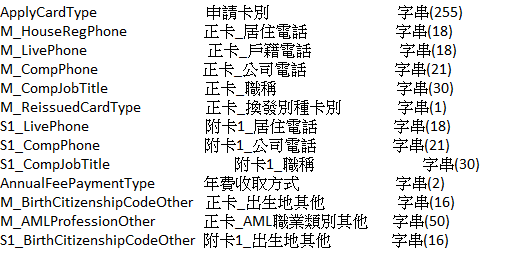 ApplyCardType 申請卡別 字串(255)
M_HouseRegPhone 正卡_居住電話 字串(18)
M_LivePhone 正卡_戶籍電話 字串(18)
M_CompPhone 正卡_公司電話 字串(21)
M_CompJobTitle 正卡_職稱 字串(30)
M_ReissuedCardType 正卡_換發別種卡別 字串(1)
S1_LivePhone 附卡1_居住電話 字串(18)
S1_CompPhone 附卡1_公司電話 字串(21)
S1_CompJobTitle 附卡1_職稱 字串(30)
AnnualFeePaymentType 年費收取方式 字串(2)
M_BirthCitizenshipCodeOther 正卡_出生地其他 字串(16)
M_AMLProfessionOther 正卡_AML職業類別其他 字串(50)
S1_BirthCitizenshipCodeOther 附卡1_出生地其他 字串(16)